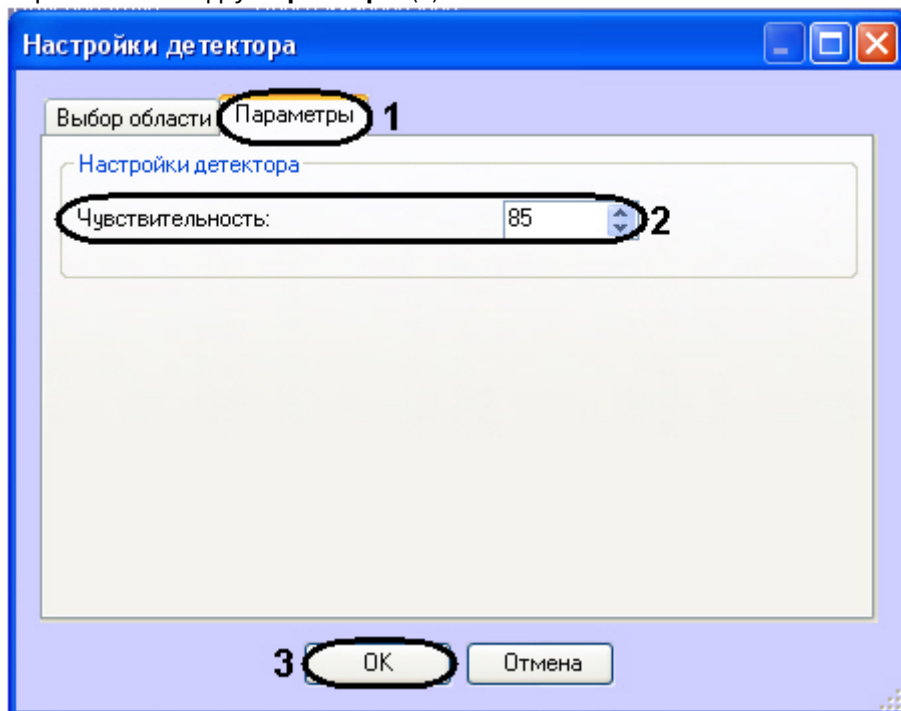 Настройки детектора
Выбор области Параметры 1
Настройки детектора
Чувствительность: 85 2
3 OK Отмена